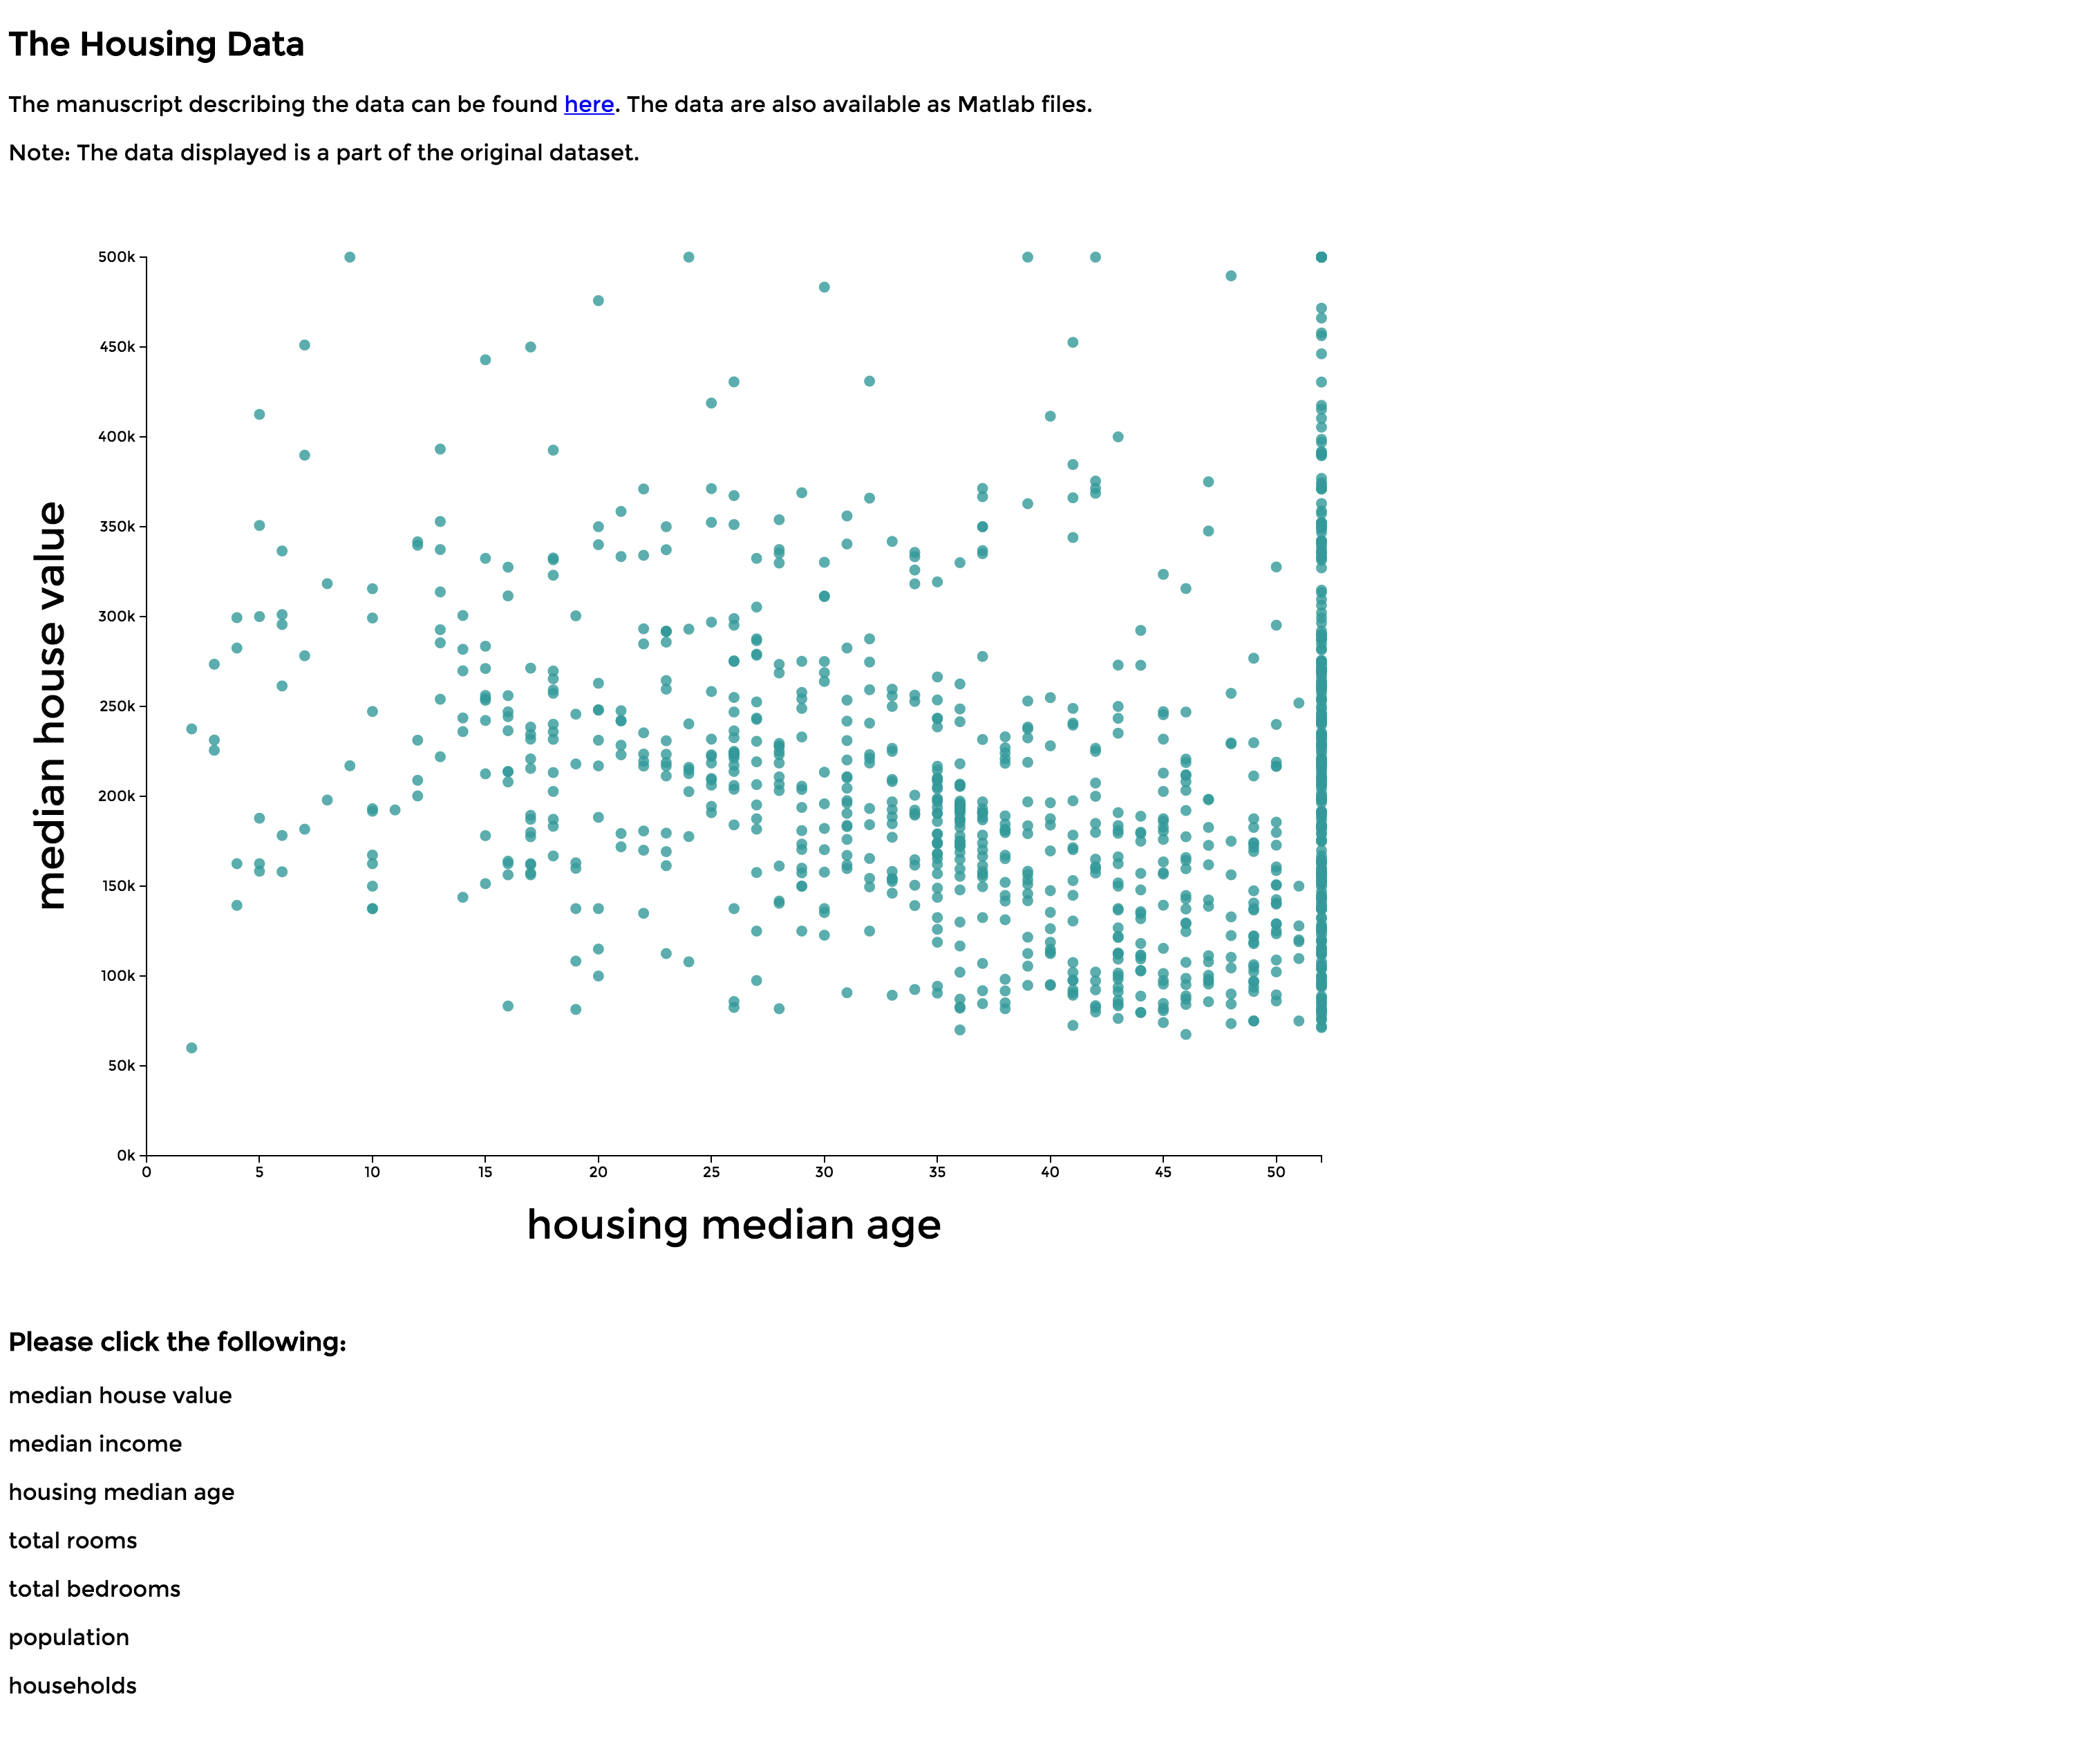 The Housing Data
The manuscript describing the data can be found here. The data are also available as Matlab files.
Note: The data displayed is a part of the original dataset.
500k
450k
400k
350k
300k
250k
200k
150k
100k
50k
0k
median house value
0 5 10 15 20 25 30 35 40 45 50
housing median age
Please click the following:
median house value
median income
housing median age
total rooms
total bedrooms
population
households